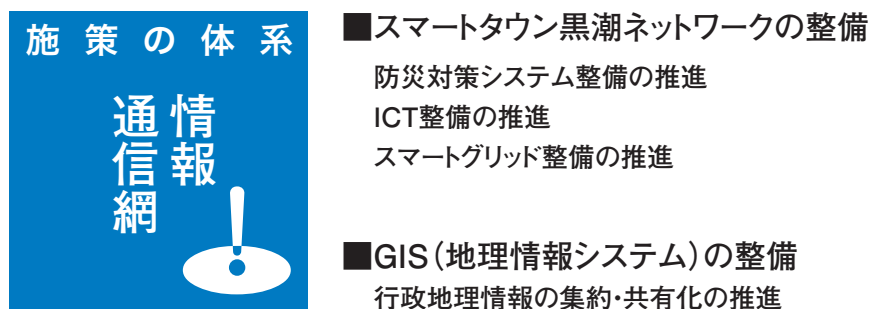 施策の体系
情報
通信網
■スマートタウン黒潮ネットワークの整備
防災対策システム整備の推進
ICT整備の推進
スマートグリッド整備の推進
■GIS（地理情報システム）の整備
行政地理情報の集約・共有化の推進